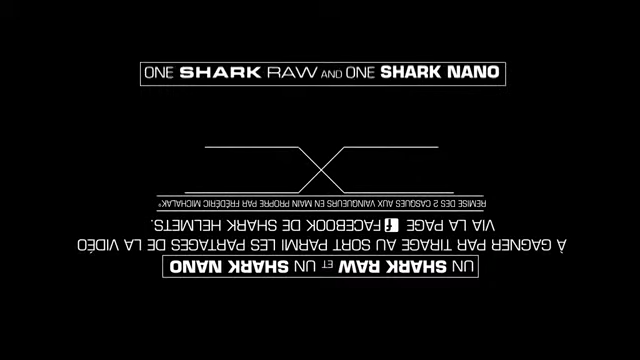 ONE SHARK RAW AND ONE SHARK NANO
UN SHARK RAW ET UN SHARK NANO
À GAGNER PAR TIRAGE AU SORT PARMI LES PARTAGES DE LA VIDÉO
VIA LA PAGE f FACEBOOK DE SHARK HELMETS.
REMISE DES 2 CASQUES AUX VAINQUEURS EN MAIN PROPRE PAR FRÉDÉRIC MICHALAK*